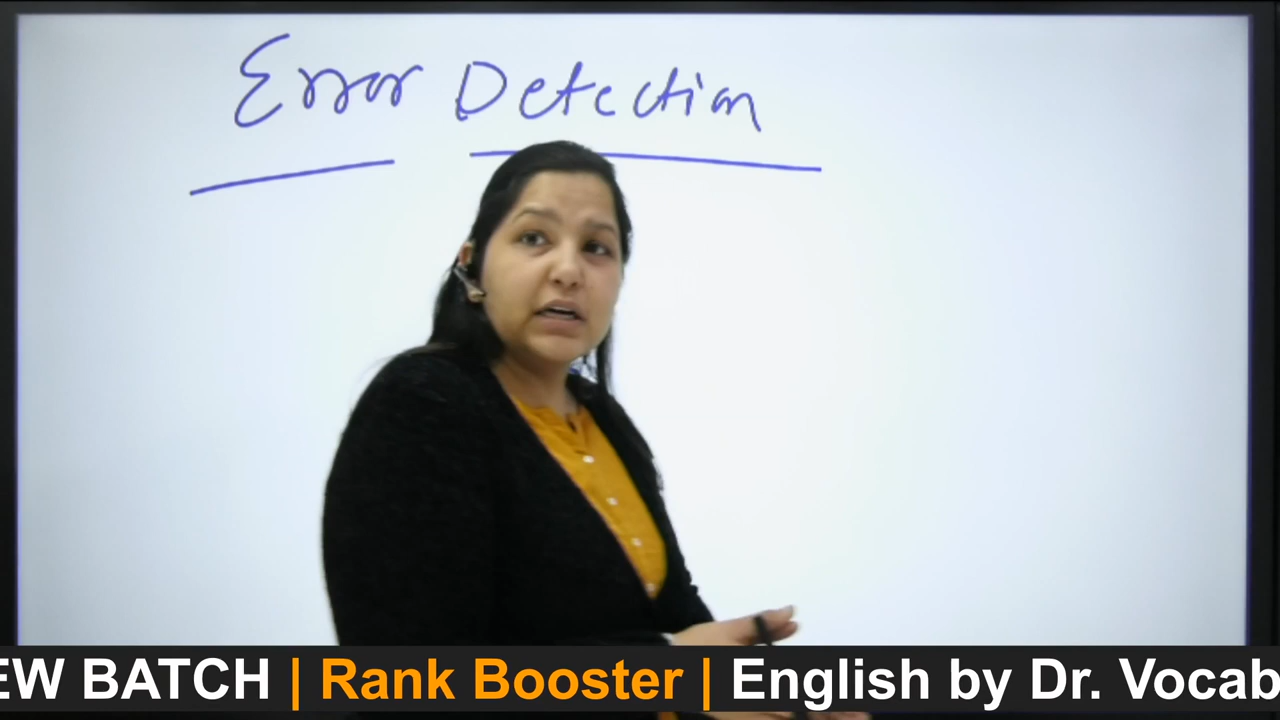 Error Detection
EW BATCH | Rank Booster | English by Dr. Vocab